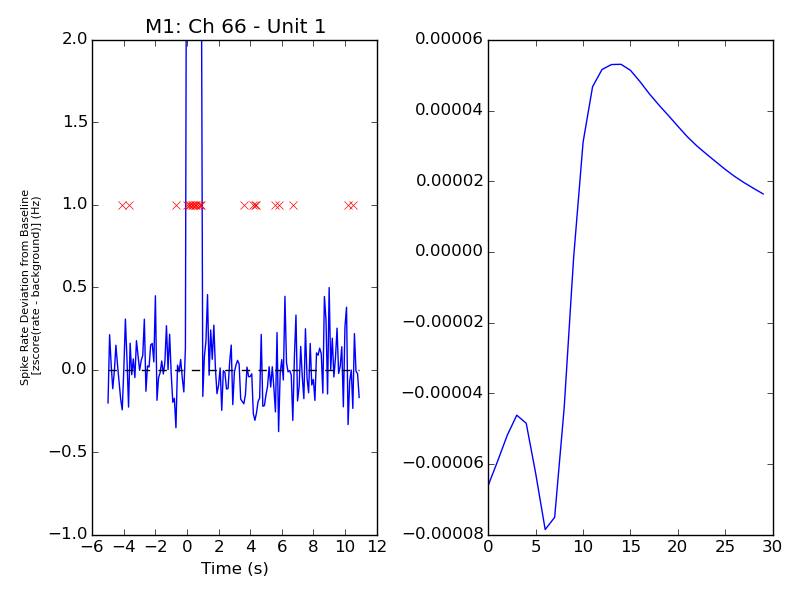 M1: Ch 66 - Unit 1
2.0
1.5
1.0
0.5
0.0
−0.5
−1.0
Spike Rate Deviation from Baseline
[zscore(rate - background)] (Hz)
−6 −4 −2 0 2 4 6 8 10 12
Time (s)
0.00006
0.00004
0.00002
0.00000
−0.00002
−0.00004
−0.00006
−0.00008
0 5 10 15 20 25 30